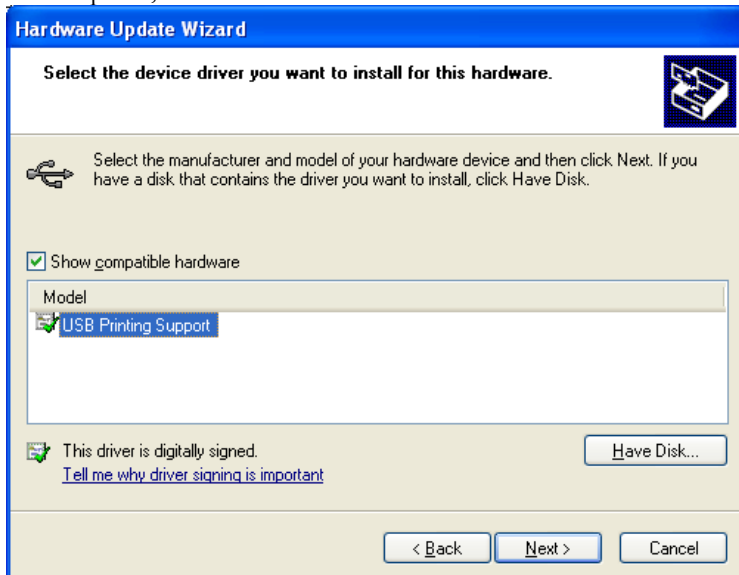 Hardware Update Wizard
Select the device driver you want to install for this hardware.
Select the manufacturer and model of your hardware device and then click Next. If you
have a disk that contains the driver you want to install, click Have Disk.
Show compatible hardware
Model
USB Printing Support
This driver is digitally signed.
Have Disk...
Tell me why driver signing is important
< Back
Next >
Cancel